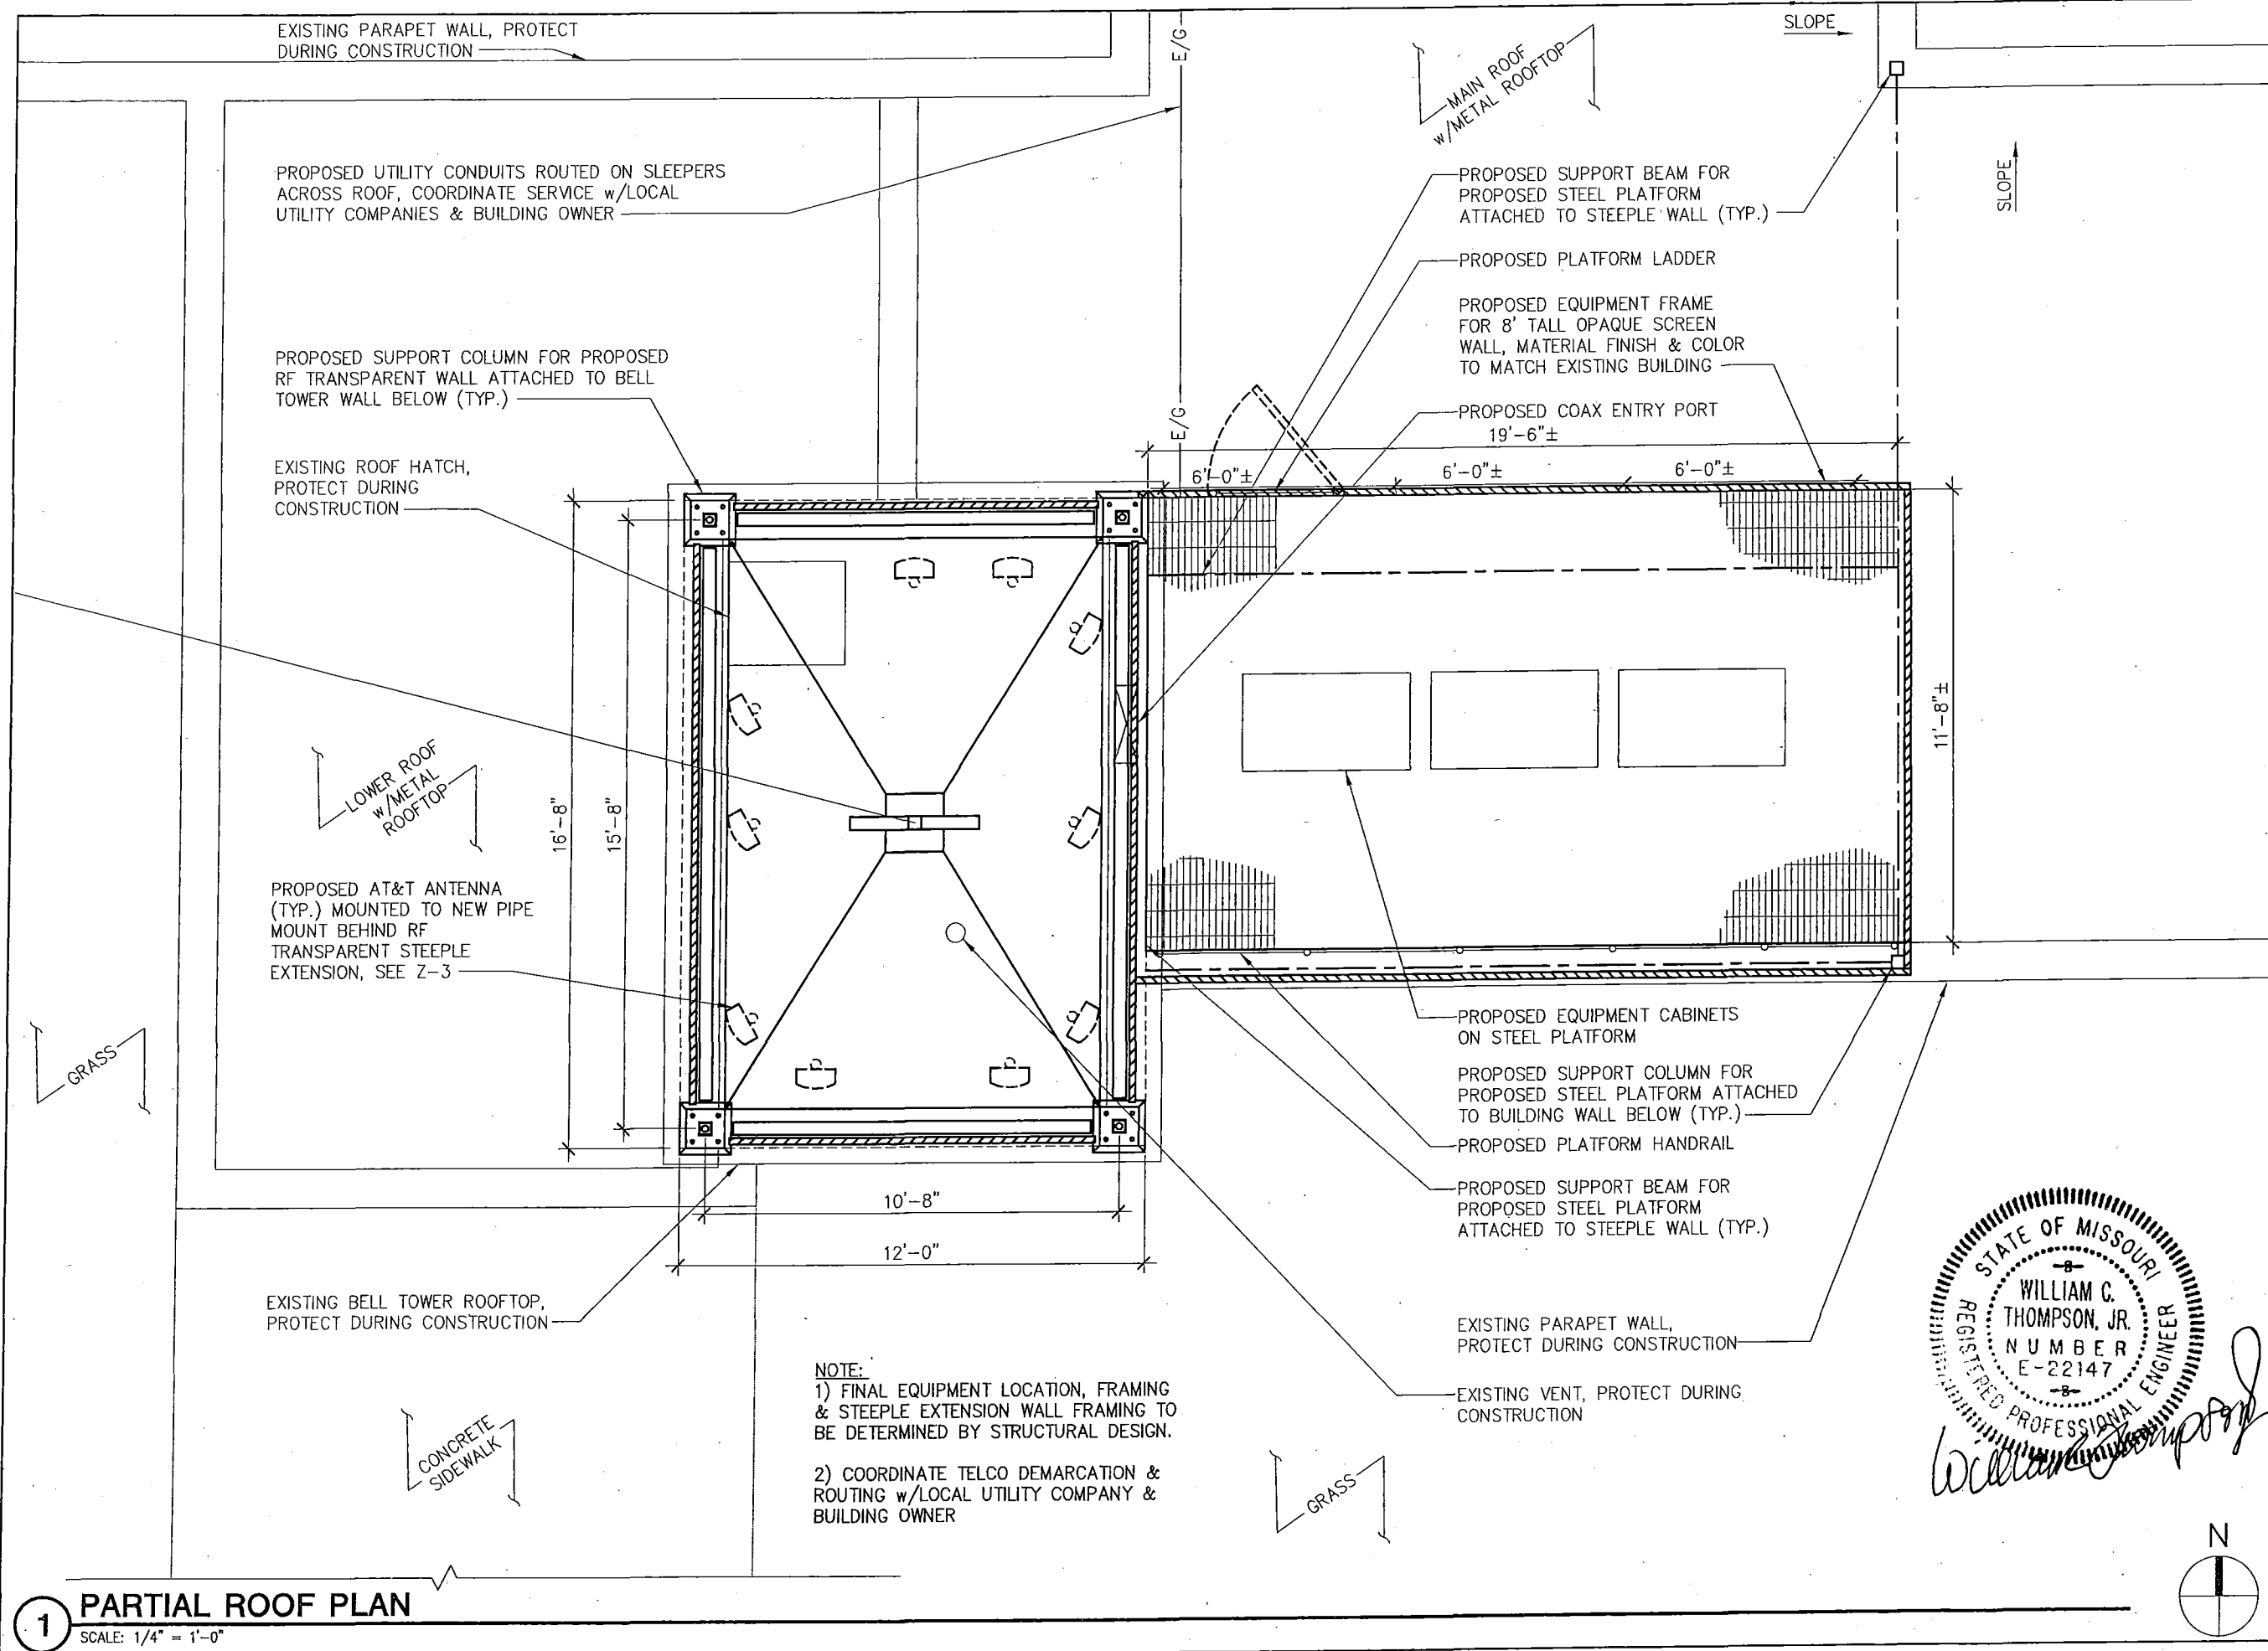 EXISTING PARAPET WALL, PROTECT
DURING CONSTRUCTION
E/G
SLOPE
MAIN ROOF
w/METAL ROOFTOP
PROPOSED UTILITY CONDUITS ROUTED ON SLEEPERS
ACROSS ROOF, COORDINATE SERVICE w/LOCAL
UTILITY COMPANIES & BUILDING OWNER
PROPOSED SUPPORT BEAM FOR
PROPOSED STEEL PLATFORM
ATTACHED TO STEEPLE WALL (TYP.)
SLOPE
PROPOSED PLATFORM LADDER
PROPOSED EQUIPMENT FRAME
FOR 8' TALL OPAQUE SCREEN
WALL, MATERIAL FINISH & COLOR
TO MATCH EXISTING BUILDING
PROPOSED SUPPORT COLUMN FOR PROPOSED
RF TRANSPARENT WALL ATTACHED TO BELL
TOWER WALL BELOW (TYP.)
PROPOSED COAX ENTRY PORT
E/G
19'-6"±
6'-0"±
6'-0"±
6'-0"±
EXISTING ROOF HATCH,
PROTECT DURING
CONSTRUCTION
11'-8"±
LOWER ROOF
w/METAL
ROOFTOP
16'-8"
15'-8"
PROPOSED AT&T ANTENNA
(TYP.) MOUNTED TO NEW PIPE
MOUNT BEHIND RF
TRANSPARENT STEEPLE
EXTENSION, SEE Z-3
GRASS
PROPOSED EQUIPMENT CABINETS
ON STEEL PLATFORM
PROPOSED SUPPORT COLUMN FOR
PROPOSED STEEL PLATFORM ATTACHED
TO BUILDING WALL BELOW (TYP.)
PROPOSED PLATFORM HANDRAIL
PROPOSED SUPPORT BEAM FOR
PROPOSED STEEL PLATFORM
ATTACHED TO STEEPLE WALL (TYP.)
10'-8"
12'-0"
EXISTING BELL TOWER ROOFTOP,
PROTECT DURING CONSTRUCTION
EXISTING PARAPET WALL,
PROTECT DURING CONSTRUCTION
EXISTING VENT, PROTECT DURING
CONSTRUCTION
STATE OF MISSOURI
WILLIAM C.
THOMPSON, JR.
NUMBER
E-22147
REGISTERED PROFESSIONAL ENGINEER
William C Thompson Jr
NOTE:
1) FINAL EQUIPMENT LOCATION, FRAMING
& STEEPLE EXTENSION WALL FRAMING TO
BE DETERMINED BY STRUCTURAL DESIGN.
2) COORDINATE TELCO DEMARCATION &
ROUTING w/LOCAL UTILITY COMPANY &
BUILDING OWNER
CONCRETE
SIDEWALK
GRASS
N
1
PARTIAL ROOF PLAN
SCALE: 1/4" = 1'-0"